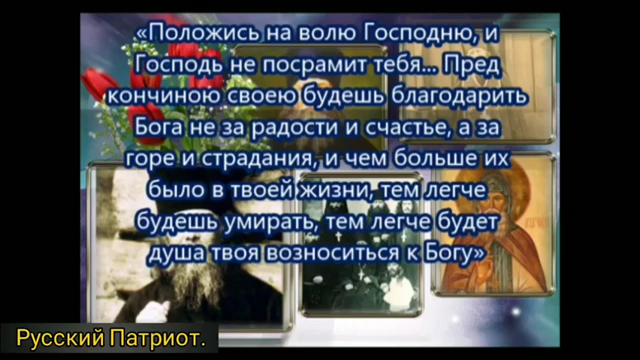 «Положись на волю Господню, и
Господь не посрамит тебя... Пред
кончиною своею будешь благодарить
Бога не за радости и счастье, а за
горе и страдания, и чем больше их
было в твоей жизни, тем легче
будешь умирать, тем легче будет
душа твоя возноситься к Богу»
Русский Патриот.